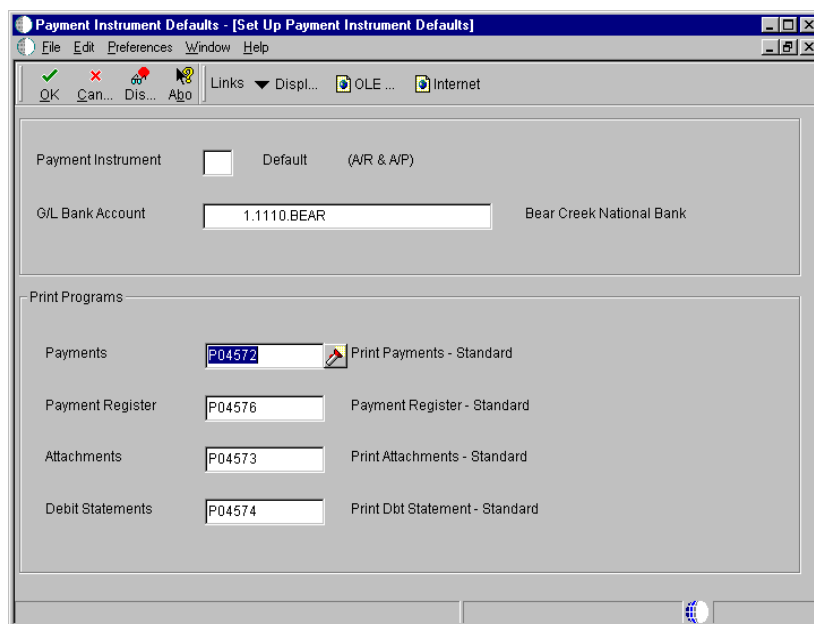 Payment Instrument Defaults - [Set Up Payment Instrument Defaults]
File Edit Preferences Window Help
OK Can... Dis... Abo Links Displ... OLE ... Internet
Payment Instrument Default (A/R & A/P)
G/L Bank Account 1.1110.BEAR Bear Creek National Bank
Print Programs
Payments P04572 Print Payments - Standard
Payment Register P04576 Payment Register - Standard
Attachments P04573 Print Attachments - Standard
Debit Statements P04574 Print Dbt Statement - Standard